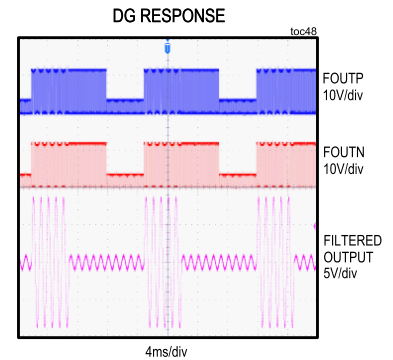 DG RESPONSE
toc48
FOUTP
10V/div
FOUTN
10V/div
FILTERED
OUTPUT
5V/div
4ms/div